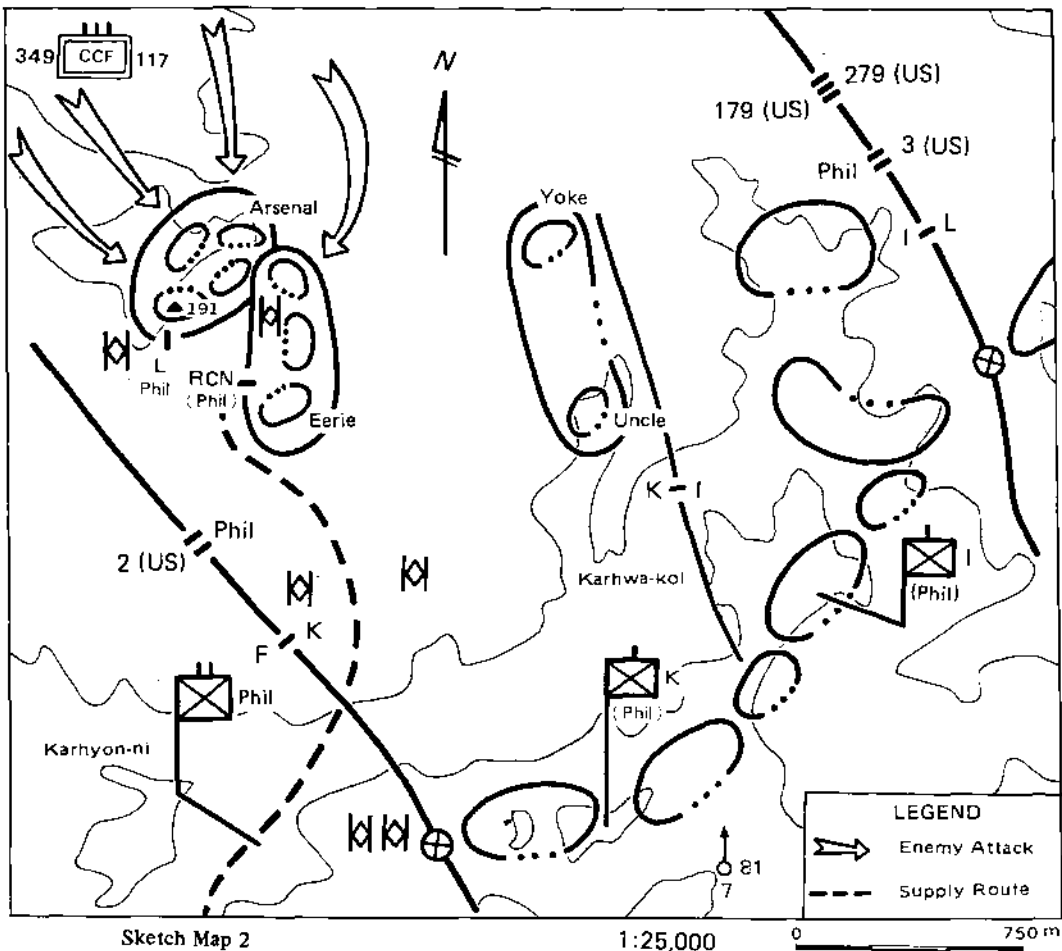 349 CCF 117
N
279 (US)
179 (US)
3 (US)
Phil
I L
Arsenal
Yoke
191
L
Phil
RCN
(Phil)
Eerie
Uncle
K I
Phil
2 (US)
Karhwa-kol
I
(Phil)
K
F
Phil
K
(Phil)
Karhyon-ni
81
7
LEGEND
Enemy Attack
Supply Route
Sketch Map 2
1:25,000
0 750 m